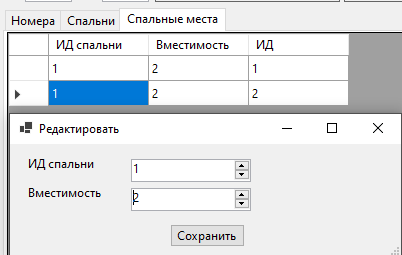 Номера Спальни Спальные места
ИД спальни Вместимость ИД
1 2 1
1 2 2
Редактировать
ИД спальни 1
Вместимость 2
Сохранить